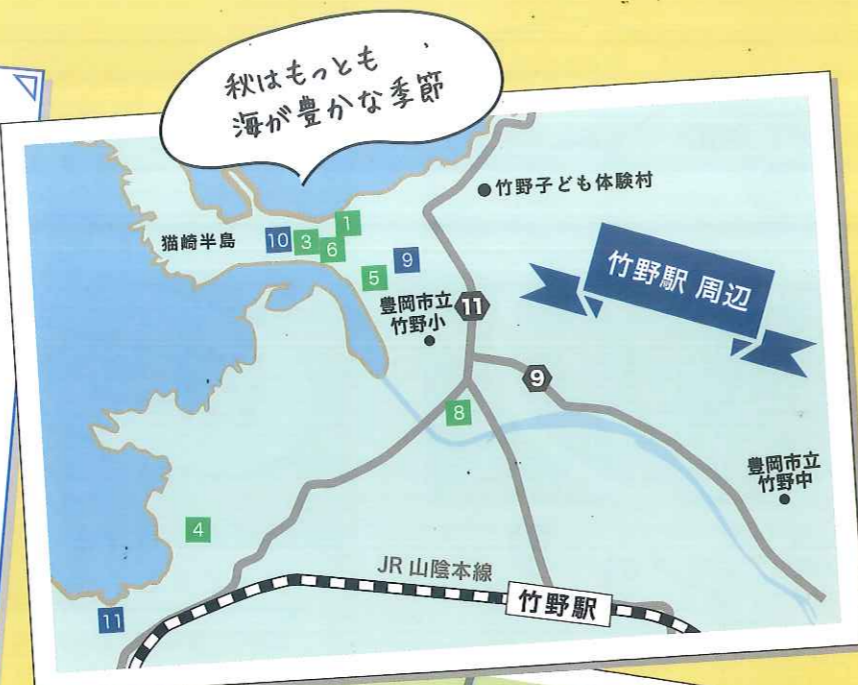 秋はもっとも
海が豊かな季節
竹野子ども体験村
猫崎半島
10
3
1
6
5
9
豊岡市立
竹野小
11
竹野駅 周辺
9
8
豊岡市立
竹野中
4
JR山陰本線
竹野駅
11